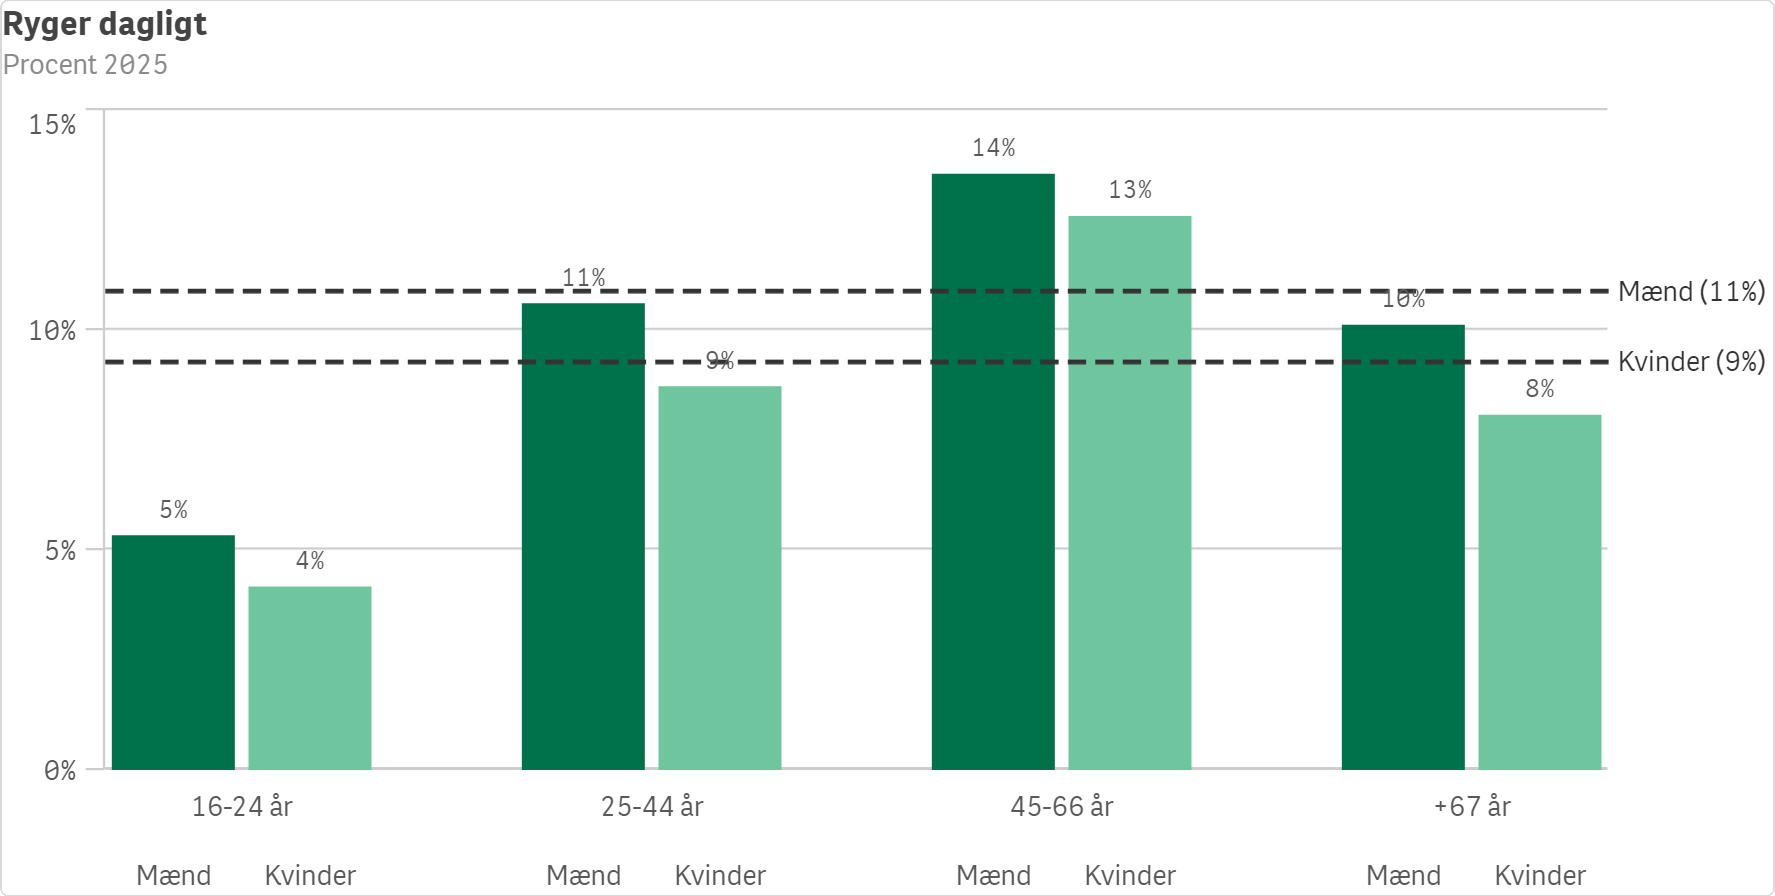 Ryger dagligt
Procent 2025
15%
14%
13%
11%
Mænd (11%)
10%
10%
9%
Kvinder (9%)
8%
5%
5%
4%
0%
16-24 år 25-44 år 45-66 år +67 år
Mænd Kvinder Mænd Kvinder Mænd Kvinder Mænd Kvinder